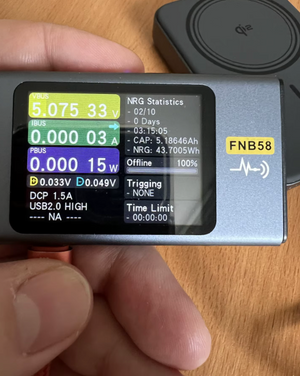 VBUS
5.075 33 V
IBUS
0.000 03 A
PBUS
0.000 15 W
D 0.033V D 0.049V
DCP 1.5A
USB2.0 HIGH
---- NA ----
NRG Statistics
- 02/10
- 0 Days
- 03:15:05
- CAP: 5.18646Ah
- NRG: 43.7005Wh
Offline 100%
Trigging
- NONE
Time Limit
- 00:00:00
FNB58
Qi2